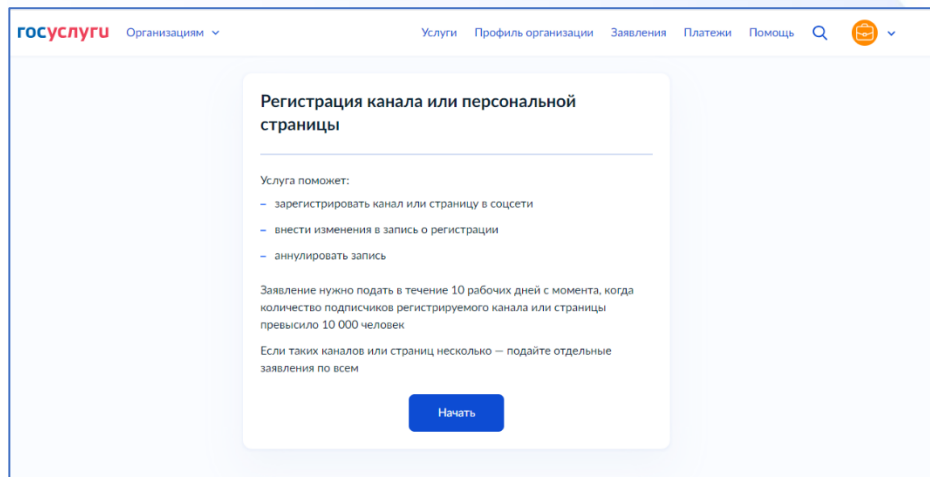 госуслуги Организациям Услуги Профиль организации Заявления Платежи Помощь
Регистрация канала или персональной
страницы
Услуга поможет:
– зарегистрировать канал или страницу в соцсети
– внести изменения в запись о регистрации
– аннулировать запись
Заявление нужно подать в течение 10 рабочих дней с момента, когда
количество подписчиков регистрируемого канала или страницы
превысило 10 000 человек
Если таких каналов или страниц несколько — подайте отдельные
заявления по всем
Начать